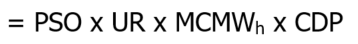 = PSO x UR x MCMWₕ x CDP